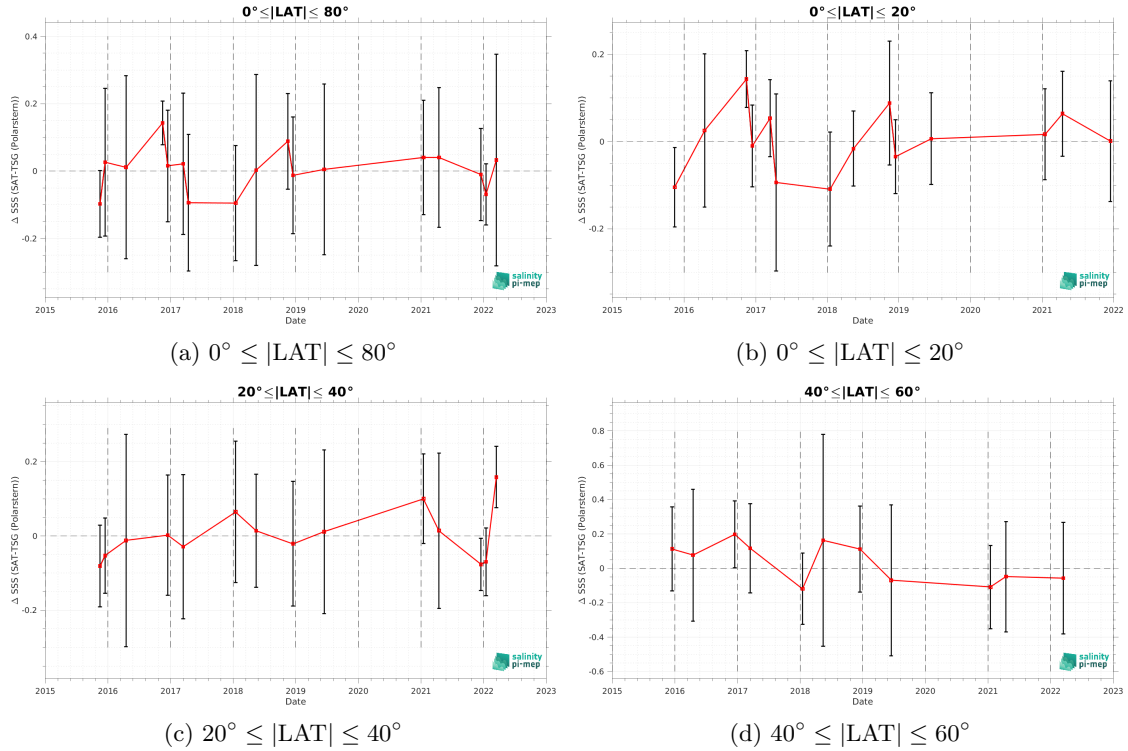 0°≤|LAT|≤ 80°
0.4
0.2
0
-0.2
Δ SSS (SAT-TSG (Polarstern))
2015 2016 2017 2018 2019 2020 2021 2022 2023
Date
salinity
pi-mep
(a) 0° ≤ |LAT| ≤ 80°
0°≤|LAT|≤ 20°
0.2
0
-0.2
Δ SSS (SAT-TSG (Polarstern))
2016 2017 2018 2019 2020 2021 2022
Date
salinity
pi-mep
(b) 0° ≤ |LAT| ≤ 20°
20°≤|LAT|≤ 40°
0.2
0
-0.2
Δ SSS (SAT-TSG (Polarstern))
2015 2016 2017 2018 2019 2020 2021 2022 2023
Date
salinity
pi-mep
(c) 20° ≤ |LAT| ≤ 40°
40°≤|LAT|≤ 60°
0.8
0.6
0.4
0.2
0
-0.2
-0.4
-0.6
Δ SSS (SAT-TSG (Polarstern))
2015 2016 2017 2018 2019 2020 2021 2022 2023
Date
salinity
pi-mep
(d) 40° ≤ |LAT| ≤ 60°